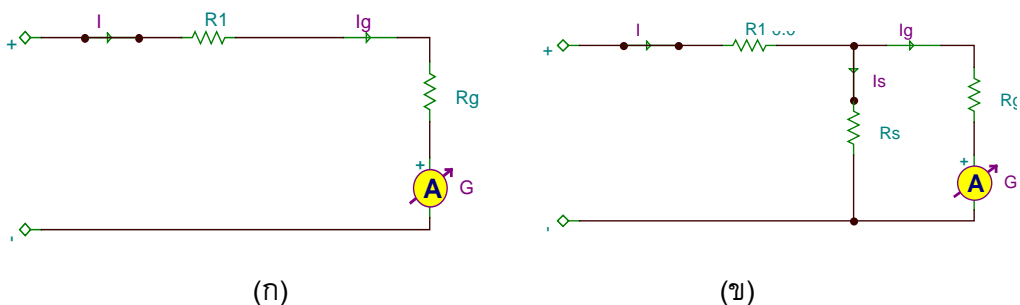 I R1 Ig
+
Rg
+
A G
-
(ก)
I R1 Ig
+
Is
Rs
Rg
+
A G
-
(ข)